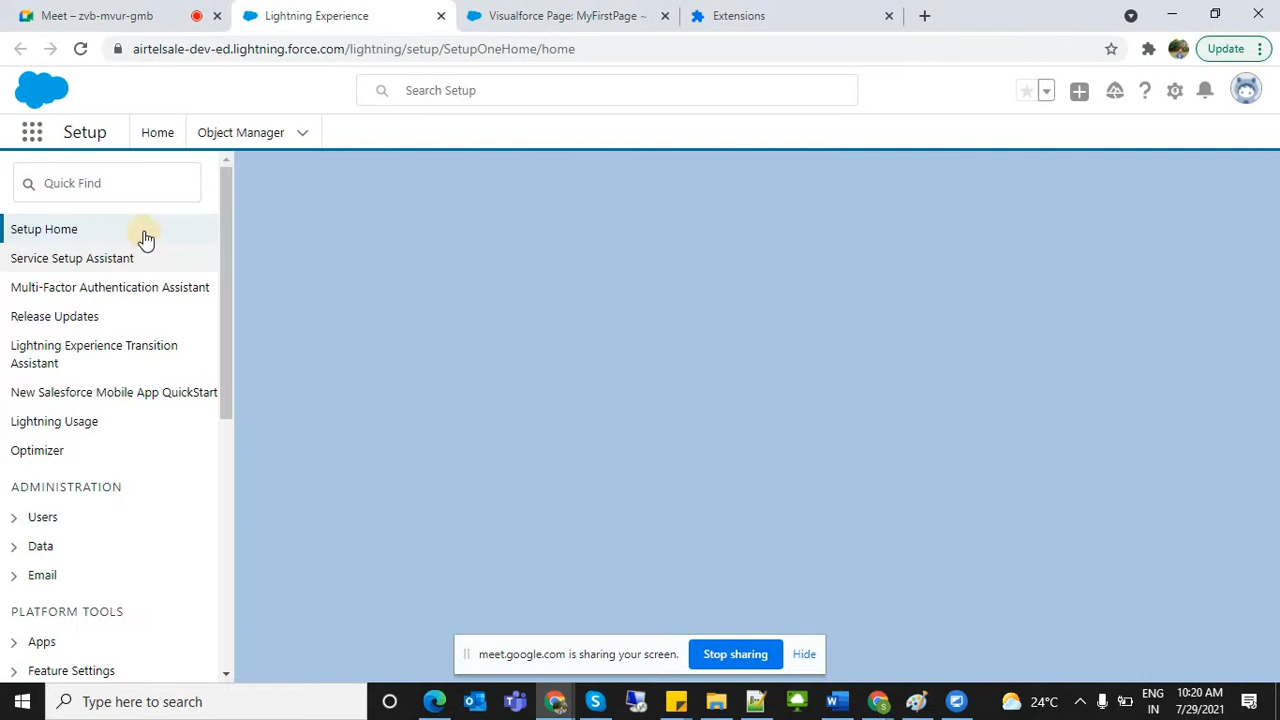 Meet – zvb-mvur-gmb
Lightning Experience
Visualforce Page: MyFirstPage ~
Extensions
airtelsale-dev-ed.lightning.force.com/lightning/setup/SetupOneHome/home
Update
Search Setup
Setup
Home
Object Manager
Quick Find
Setup Home
Service Setup Assistant
Multi-Factor Authentication Assistant
Release Updates
Lightning Experience Transition
Assistant
New Salesforce Mobile App QuickStart
Lightning Usage
Optimizer
ADMINISTRATION
Users
Data
Email
PLATFORM TOOLS
Apps
Feature Settings
meet.google.com is sharing your screen.
Stop sharing
Hide
Type here to search
24°C
ENG
IN
10:20 AM
7/29/2021